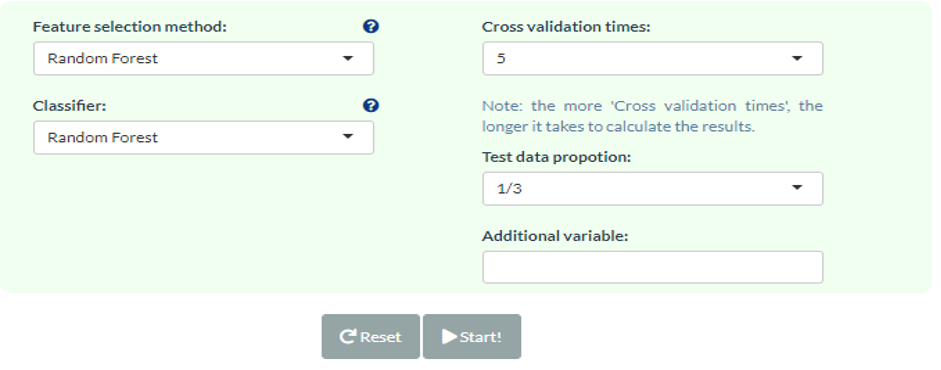 Feature selection method:
Random Forest
Classifier:
Random Forest
Cross validation times:
5
Note: the more 'Cross validation times', the
longer it takes to calculate the results.
Test data propotion:
1/3
Additional variable:
Reset
Start!